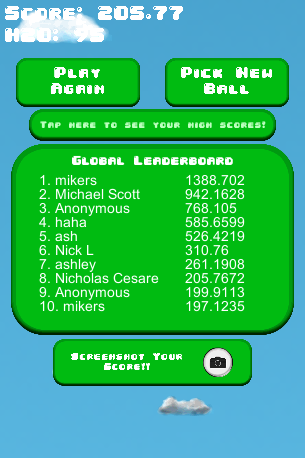 Score: 205.77
Play Again
Pick New Ball
Tap here to see your high scores!
Global Leaderboard
1. mikers 1388.702
2. Michael Scott 942.1628
3. Anonymous 768.105
4. haha 585.6599
5. ash 526.4219
6. Nick L 310.76
7. ashley 261.1908
8. Nicholas Cesare 205.7672
9. Anonymous 199.9113
10. mikers 197.1235
Screenshot Your
Score!!